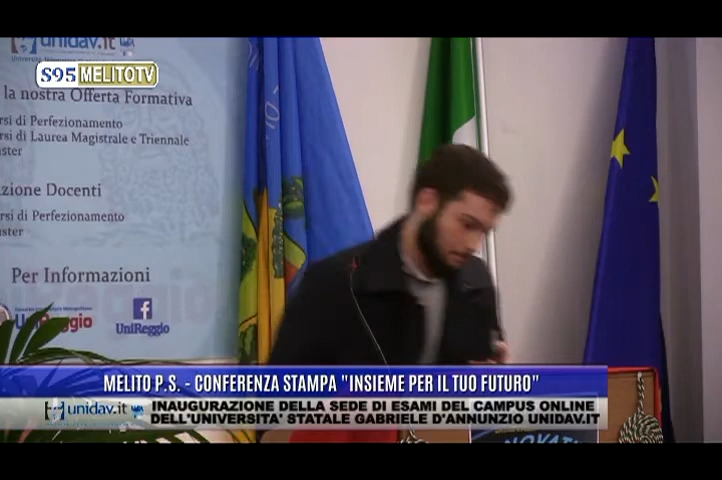 unidav.it
S95 MELITOTV
la nostra Offerta Formativa
rsi di Perfezionamento
rsi di Laurea Magistrale e Triennale
ster
zione Docenti
rsi di Perfezionamento
ster
Per Informazioni
UniReggio
UniReggio
MELITO P.S. - CONFERENZA STAMPA "INSIEME PER IL TUO FUTURO"
unidav.it
INAUGURAZIONE DELLA SEDE DI ESAMI DEL CAMPUS ONLINE
DELL'UNIVERSITA' STATALE GABRIELE D'ANNUNZIO UNIDAV.IT